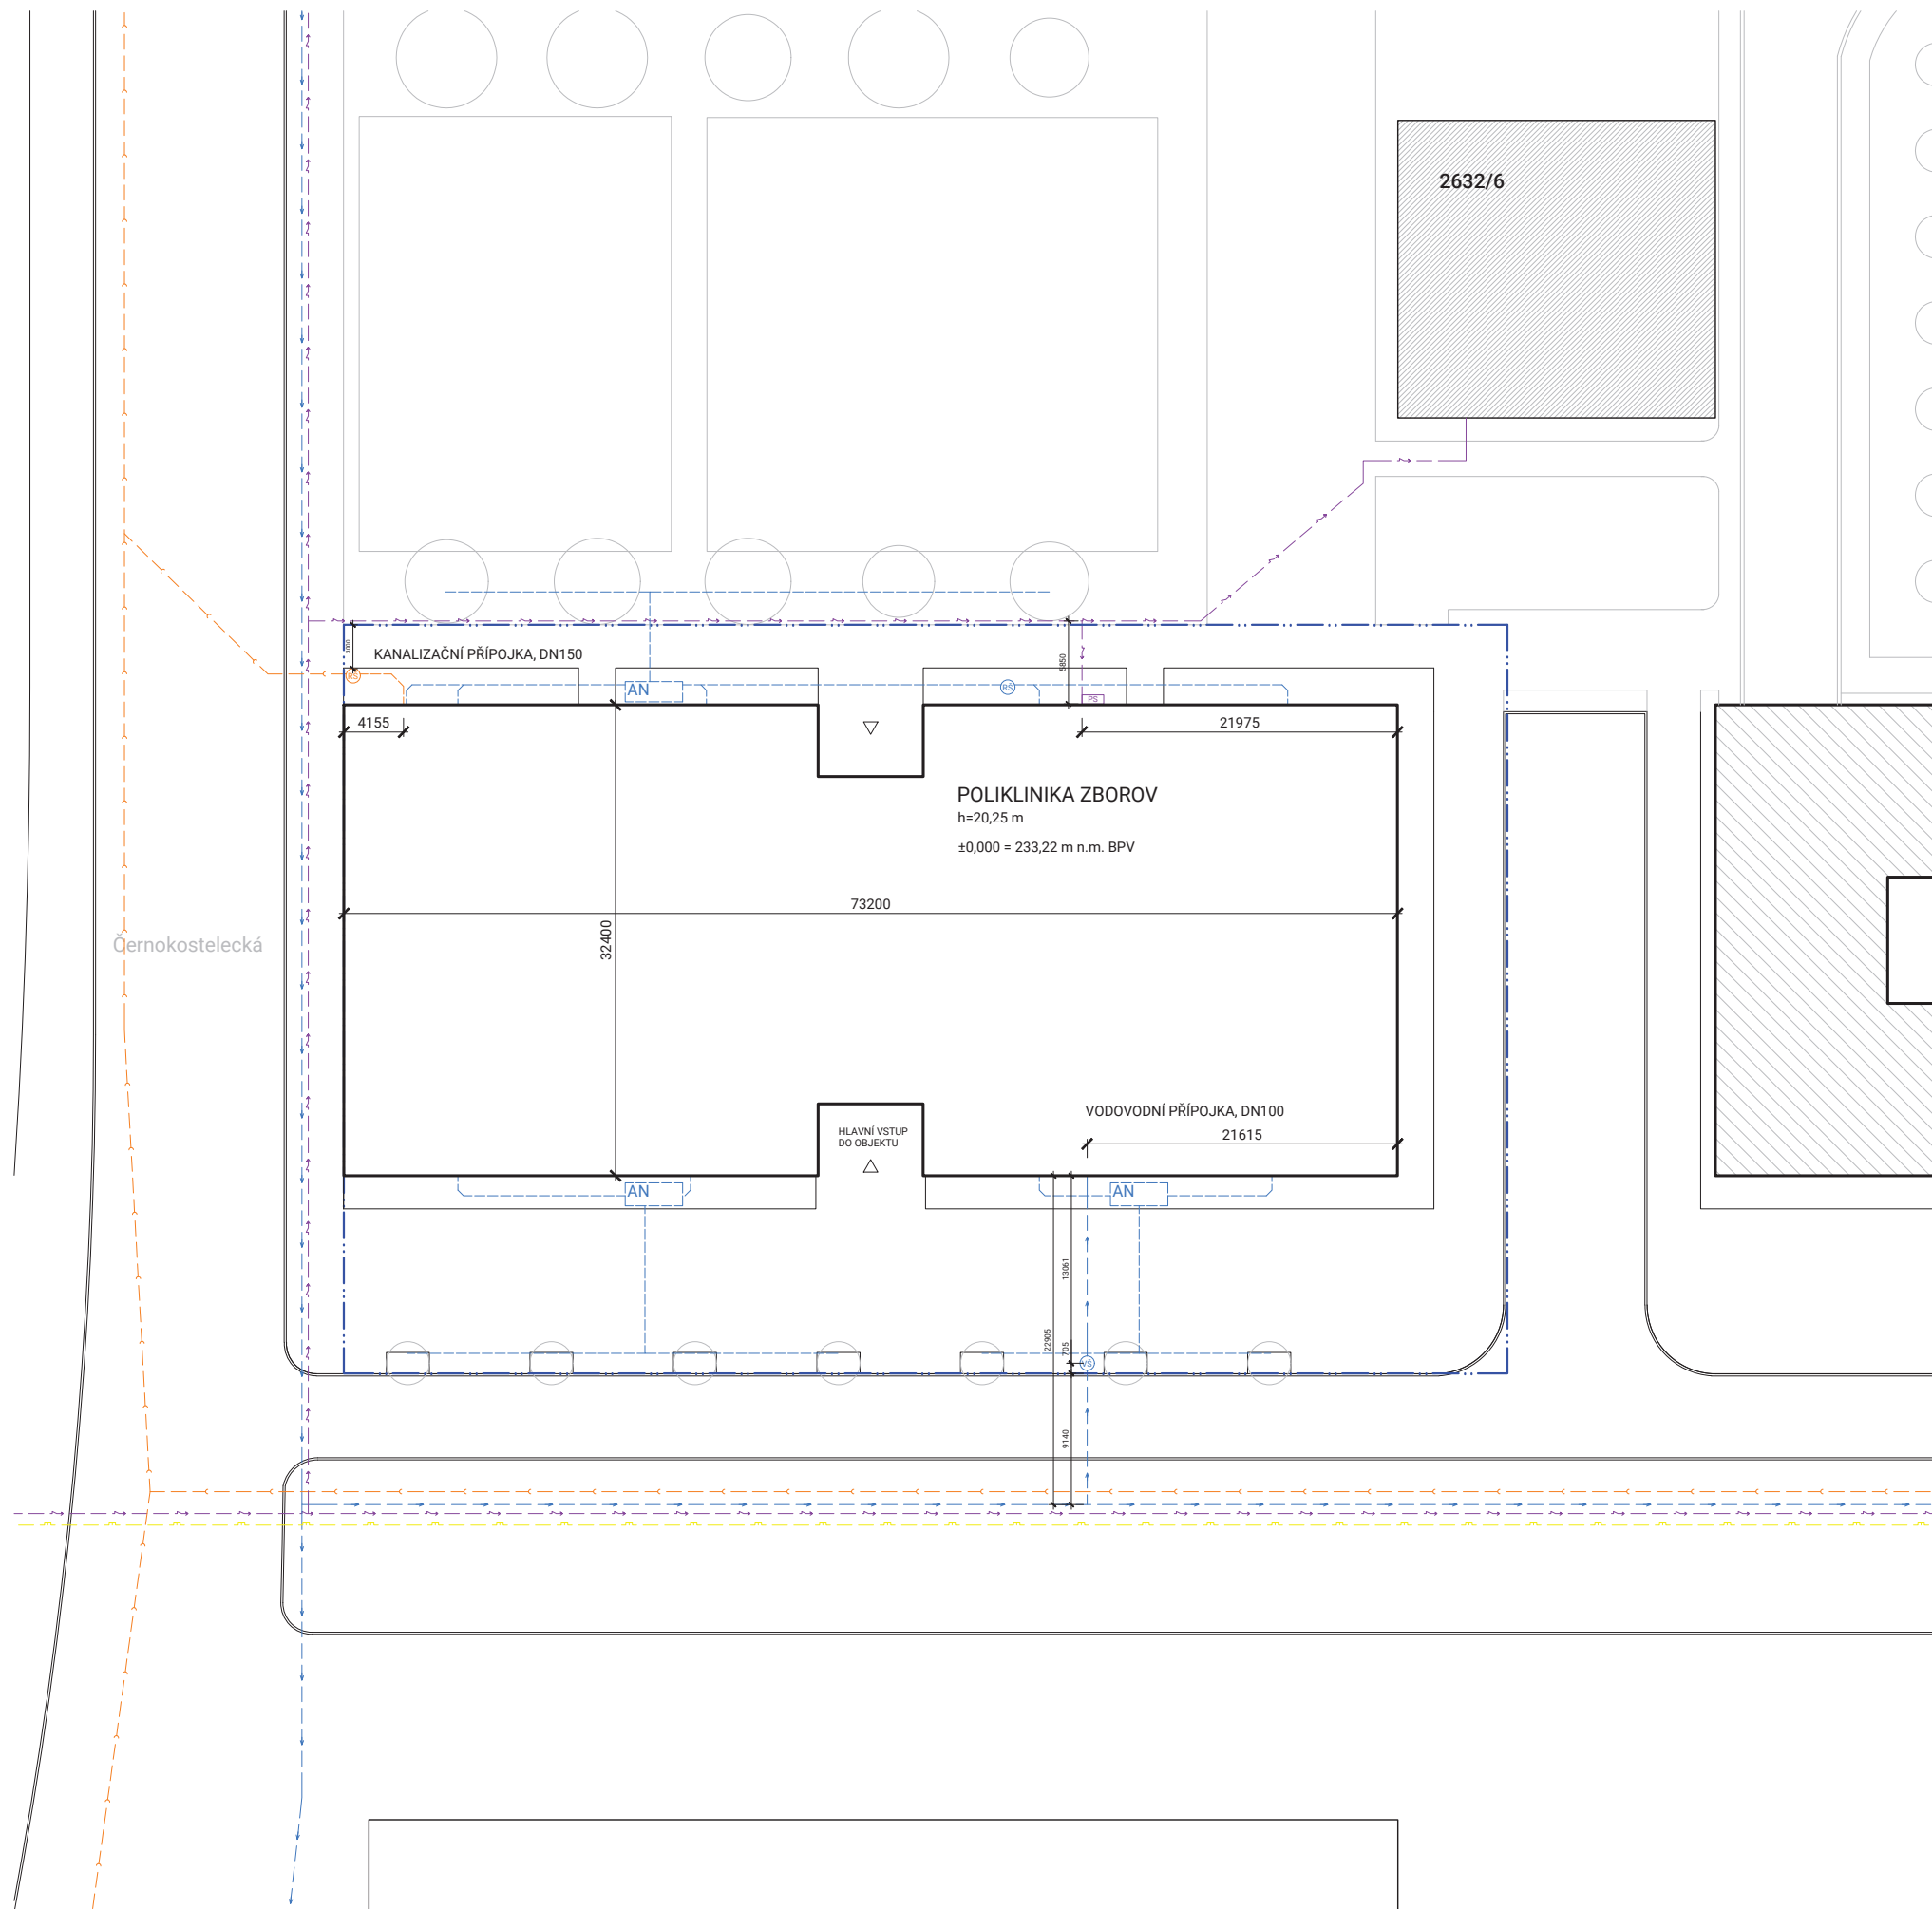 2632/6
3000
KANALIZAČNÍ PŘÍPOJKA, DN150
5850
RŠ
AN
RŠ
PS
4155
21975
POLIKLINIKA ZBOROV
h=20,25 m
±0,000 = 233,22 m n.m. BPV
73200
32400
Černokostelecká
VODOVODNÍ PŘÍPOJKA, DN100
HLAVNÍ VSTUP
DO OBJEKTU
21615
AN
AN
13061
22905
705
VŠ
9140